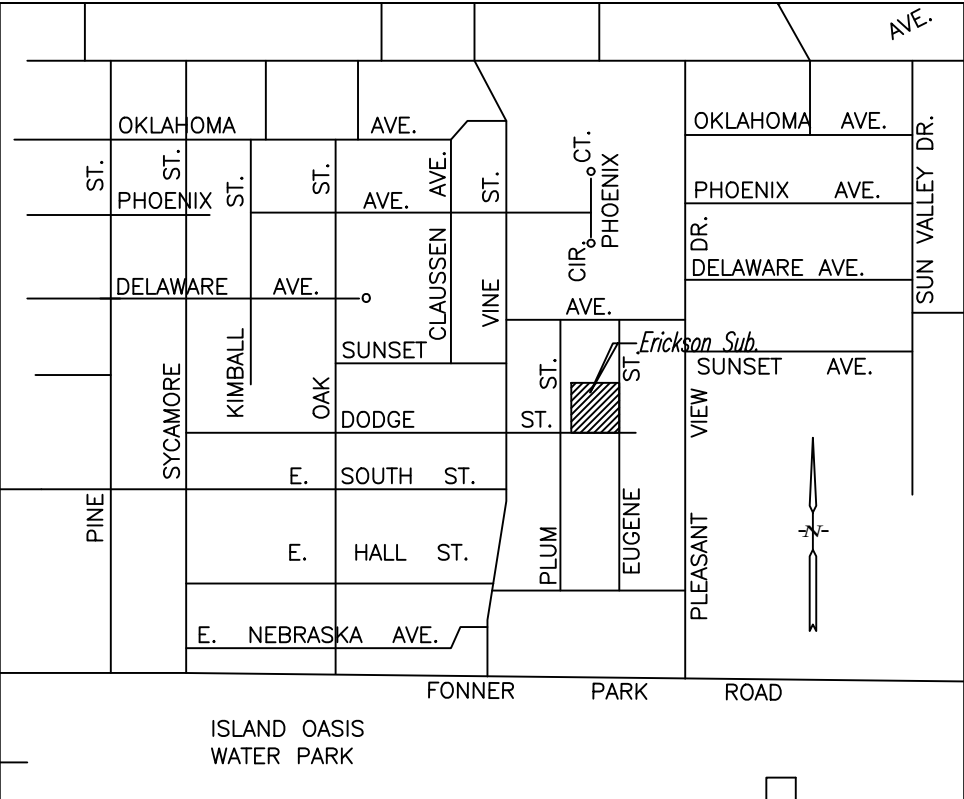 AVE.
OKLAHOMA AVE.
OKLAHOMA AVE.
ST.
ST.
ST.
ST.
AVE.
ST.
CT.
PHOENIX
CIR.
PHOENIX AVE.
PHOENIX AVE.
DR.
SUN VALLEY DR.
DELAWARE AVE.
DELAWARE AVE.
CLAUSSEN
VINE
AVE.
SUNSET
Erickson Sub.
SUNSET AVE.
ST.
ST.
KIMBALL
SYCAMORE
OAK
DODGE ST.
VIEW
E. SOUTH ST.
PINE
E. HALL ST.
PLUM
EUGENE
PLEASANT
-N-
E. NEBRASKA AVE.
FONNER PARK ROAD
ISLAND OASIS
WATER PARK